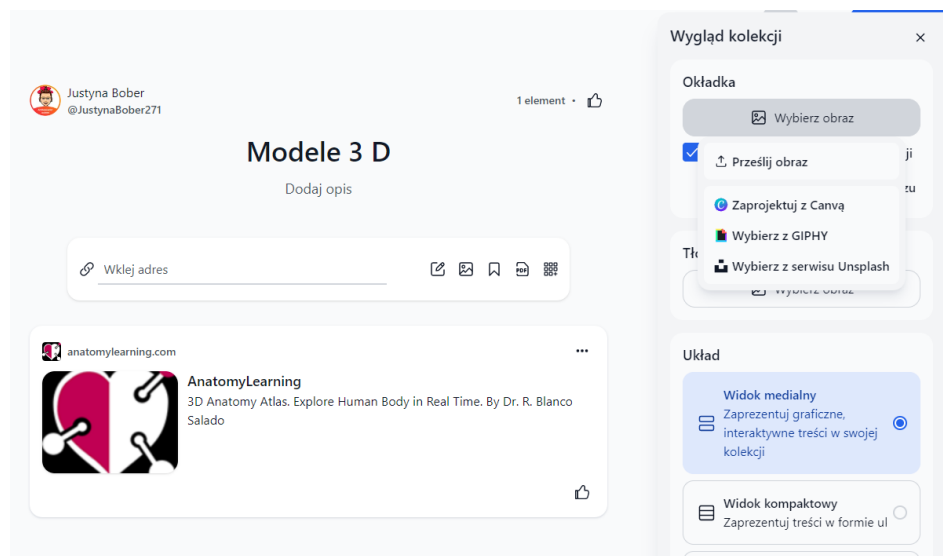 Justyna Bober
@JustynaBober271
1 element •
Modele 3 D
Dodaj opis
Wklej adres
PDF
anatomylearning.com
AnatomyLearning
3D Anatomy Atlas. Explore Human Body in Real Time. By Dr. R. Blanco
Salado
Wygląd kolekcji
Okładka
Wybierz obraz
ji
Prześlij obraz
zu
Zaprojektuj z Canvą
Wybierz z GIPHY
Wybierz z serwisu Unsplash
Wybierz obraz
Układ
Widok medialny
Zaprezentuj graficzne,
interaktywne treści w swojej
kolekcji
Widok kompaktowy
Zaprezentuj treści w formie ul